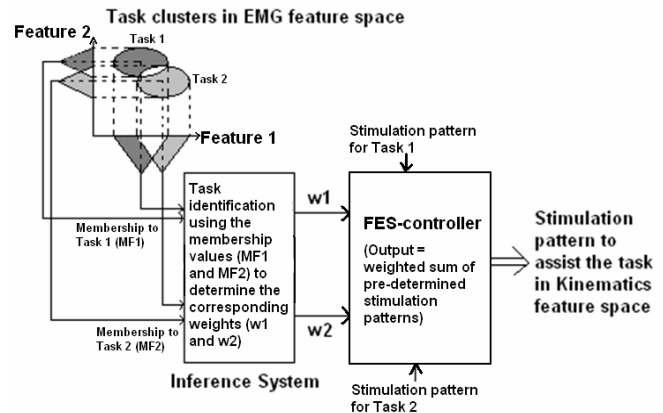 Task clusters in EMG feature space
Feature 2
Task 1
Task 2
Feature 1
Stimulation pattern
for Task 1
Task
identification
using the
membership
values (MF1
and MF2) to
determine the
corresponding
weights (w1
and w2)
Membership to
Task 1 (MF1)
Membership to
Task 2 (MF2)
Inference System
w1
w2
FES-controller
(Output =
weighted sum of
pre-determined
stimulation
patterns)
Stimulation
pattern to
assist the task
in Kinematics
feature space
Stimulation pattern
for Task 2